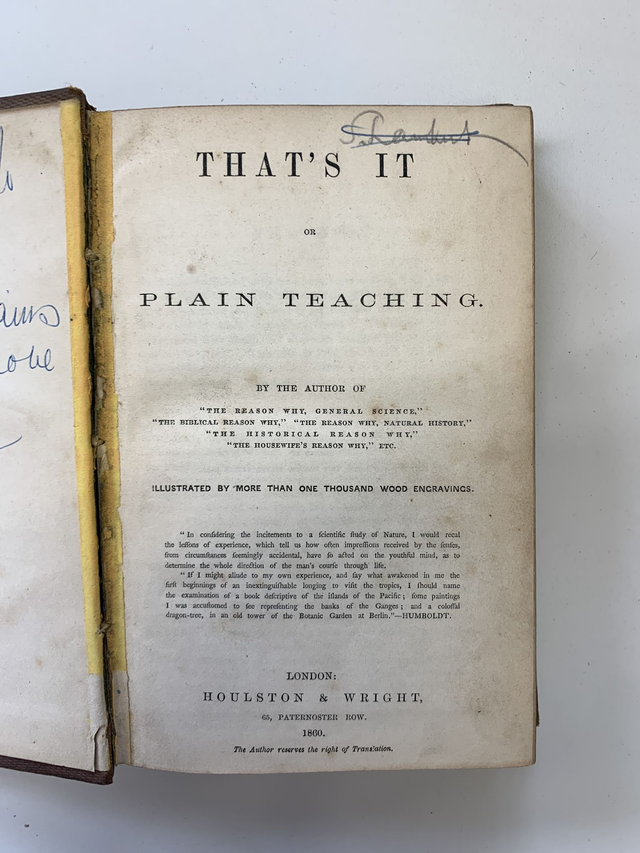 THAT'S IT
OR
PLAIN TEACHING.
BY THE AUTHOR OF
"THE REASON WHY, GENERAL SCIENCE,"
"THE BIBLICAL REASON WHY," "THE REASON WHY, NATURAL HISTORY,"
"THE HISTORICAL REASON WHY,"
"THE HOUSEWIFE'S REASON WHY," ETC.
ILLUSTRATED BY MORE THAN ONE THOUSAND WOOD ENGRAVINGS.
"In conſidering the incitements to a ſcientific ſtudy of Nature, I would recal
the leſſons of experience, which tell us how often impreſſions received by the ſenſes,
from circumſtances ſeemingly accidental, have ſo acted on the youthful mind, as to
determine the whole direction of the man's courſe through life.
"If I might allude to my own experience, and ſay what awakened in me the
firſt beginnings of an inextinguiſhable longing to viſit the tropics, I ſhould name
the examination of a book deſcriptive of the iſlands of the Pacific; ſome paintings
I was accuſtomed to ſee repreſenting the banks of the Ganges; and a coloſſal
dragon-tree, in an old tower of the Botanic Garden at Berlin."—HUMBOLDT.
LONDON:
HOULSTON & WRIGHT,
65, PATERNOSTER ROW.
1860.
The Author reserves the right of Translation.